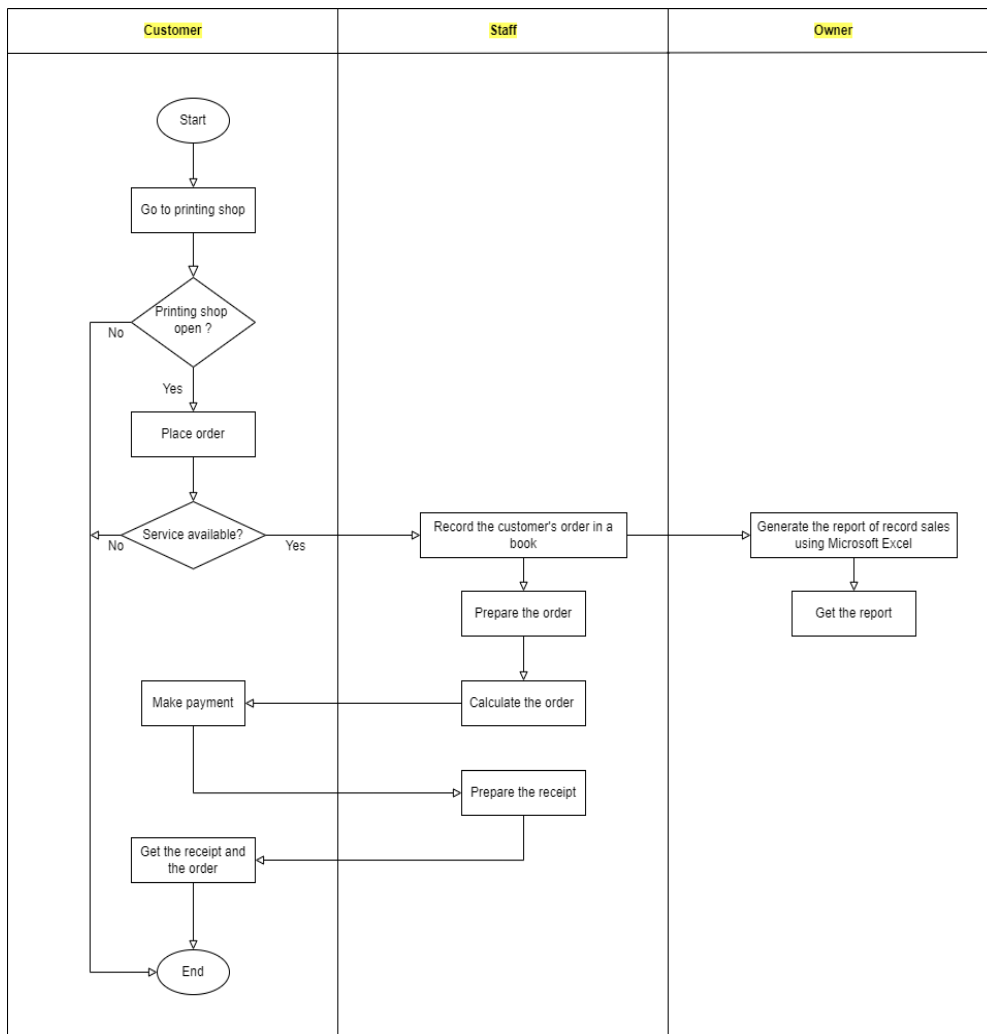 Customer
Staff
Owner
Start
Go to printing shop
Printing shop
open ?
No
Yes
Place order
Service available?
No
Yes
Record the customer's order in a
book
Generate the report of record sales
using Microsoft Excel
Prepare the order
Get the report
Make payment
Calculate the order
Prepare the receipt
Get the receipt and
the order
End